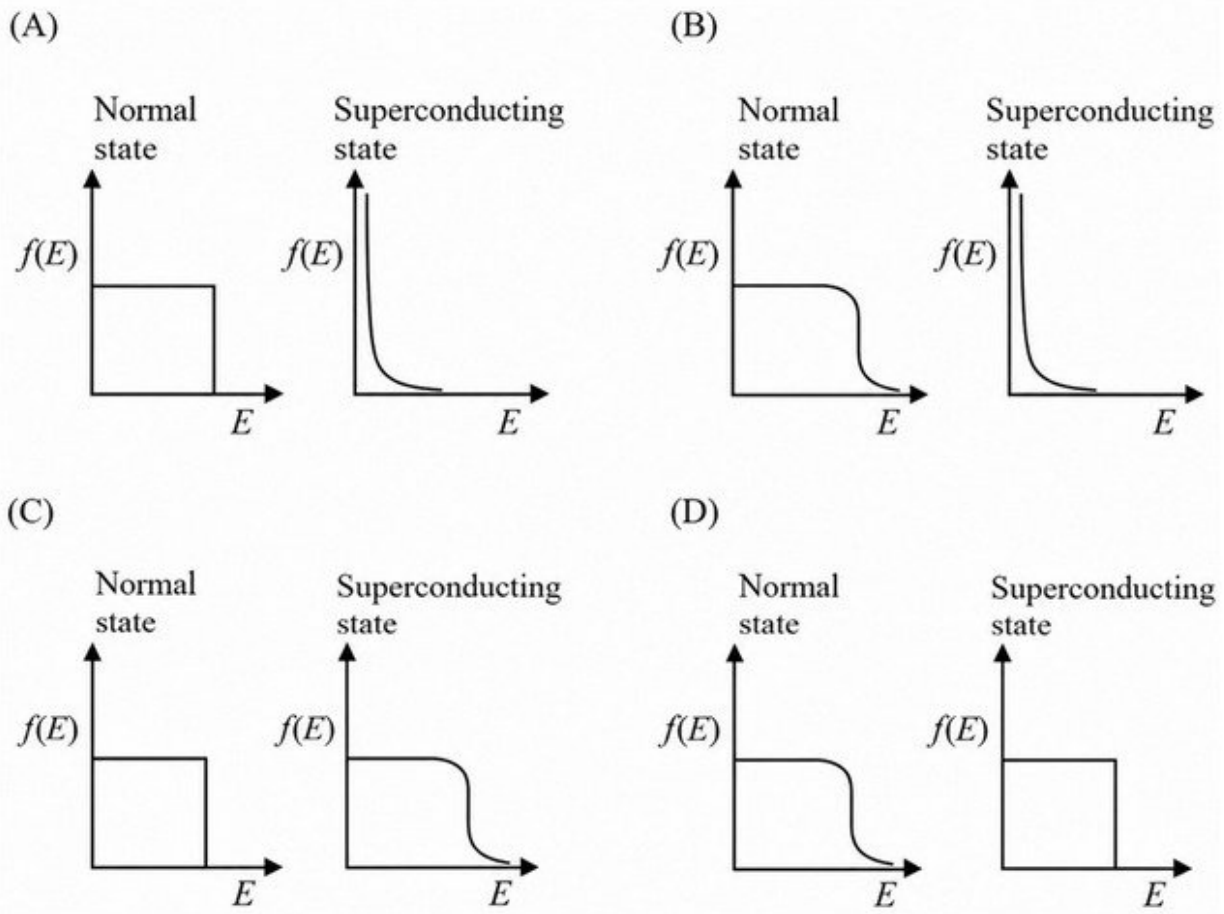 (A)
(B)
Normal
state
Superconducting
state
Normal
state
Superconducting
state
f(E)
f(E)
f(E)
f(E)
E
E
E
E
(C)
(D)
Normal
state
Superconducting
state
Normal
state
Superconducting
state
f(E)
f(E)
f(E)
f(E)
E
E
E
E